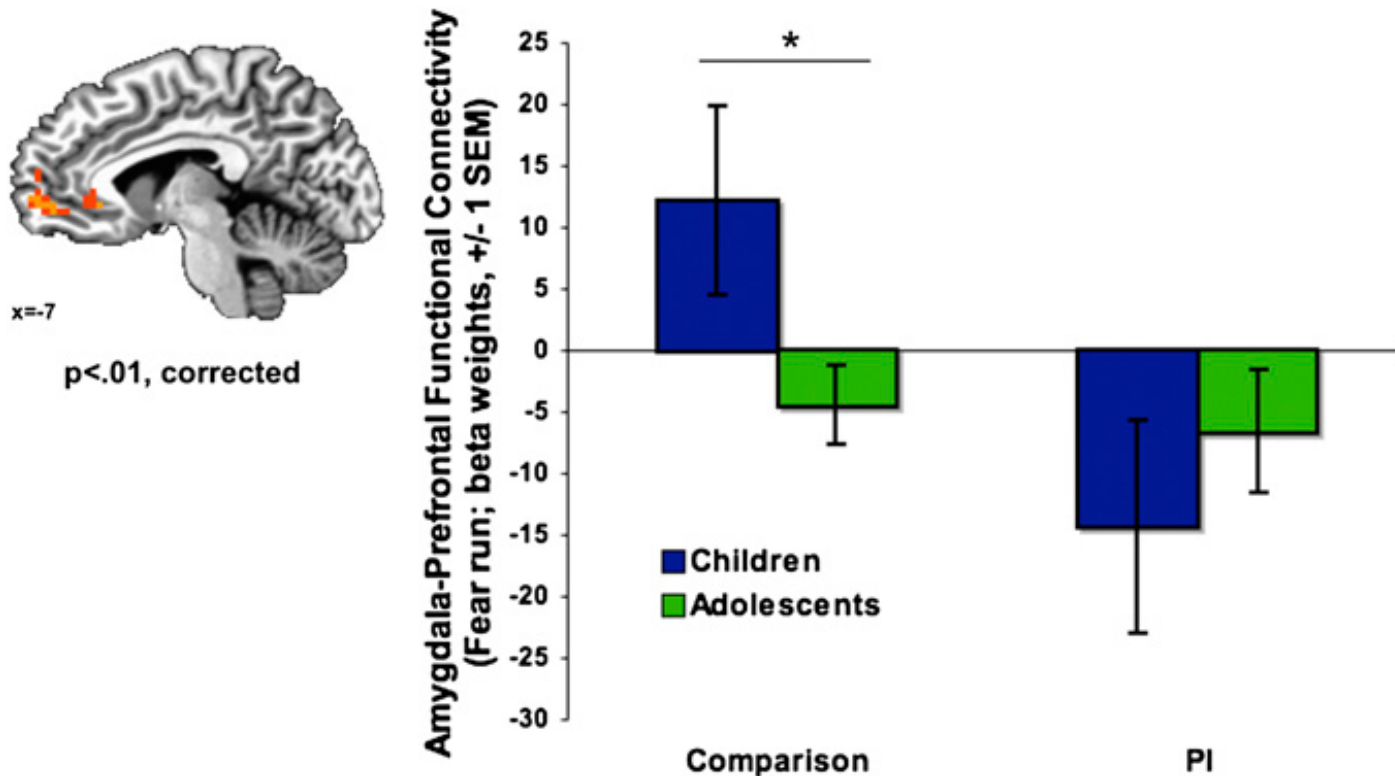 x=-7
p<.01, corrected
Amygdala-Prefrontal Functional Connectivity
(Fear run; beta weights, +/- 1 SEM)
25
20
15
10
5
0
-5
-10
-15
-20
-25
-30
*
Children
Adolescents
Comparison
PI